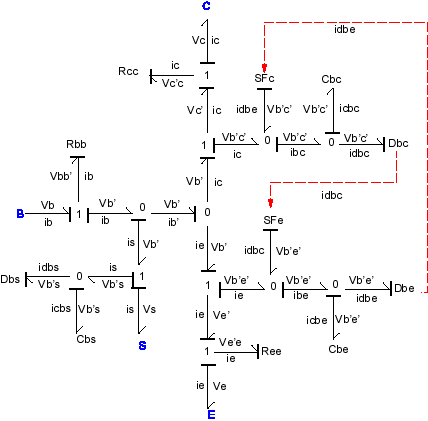 C
Vc ic
idbe
Rcc ic 1 SFc Cbc
Vc'c
Vc' ic idbe Vb'c' Vb'c' icbc
Rbb 1 Vb'c' 0 Vb'c' 0 Vb'c' Dbc
ic ibc idbc
Vbb' ib Vb' ic
idbc
B Vb 1 Vb' 0 Vb' 0 SFe
ib ib' ib'
is Vb' ie Vb' idbc Vb'e'
Dbs idbs 0 is 1 1 Vb'e' 0 Vb'e' 0 Vb'e' Dbe
Vb's Vb's ie ibe idbe
icbs Vb's is Vs ie Ve' icbe Vb'e'
Cbs S 1 Ve'e Ree Cbe
ie
ie Ve
E